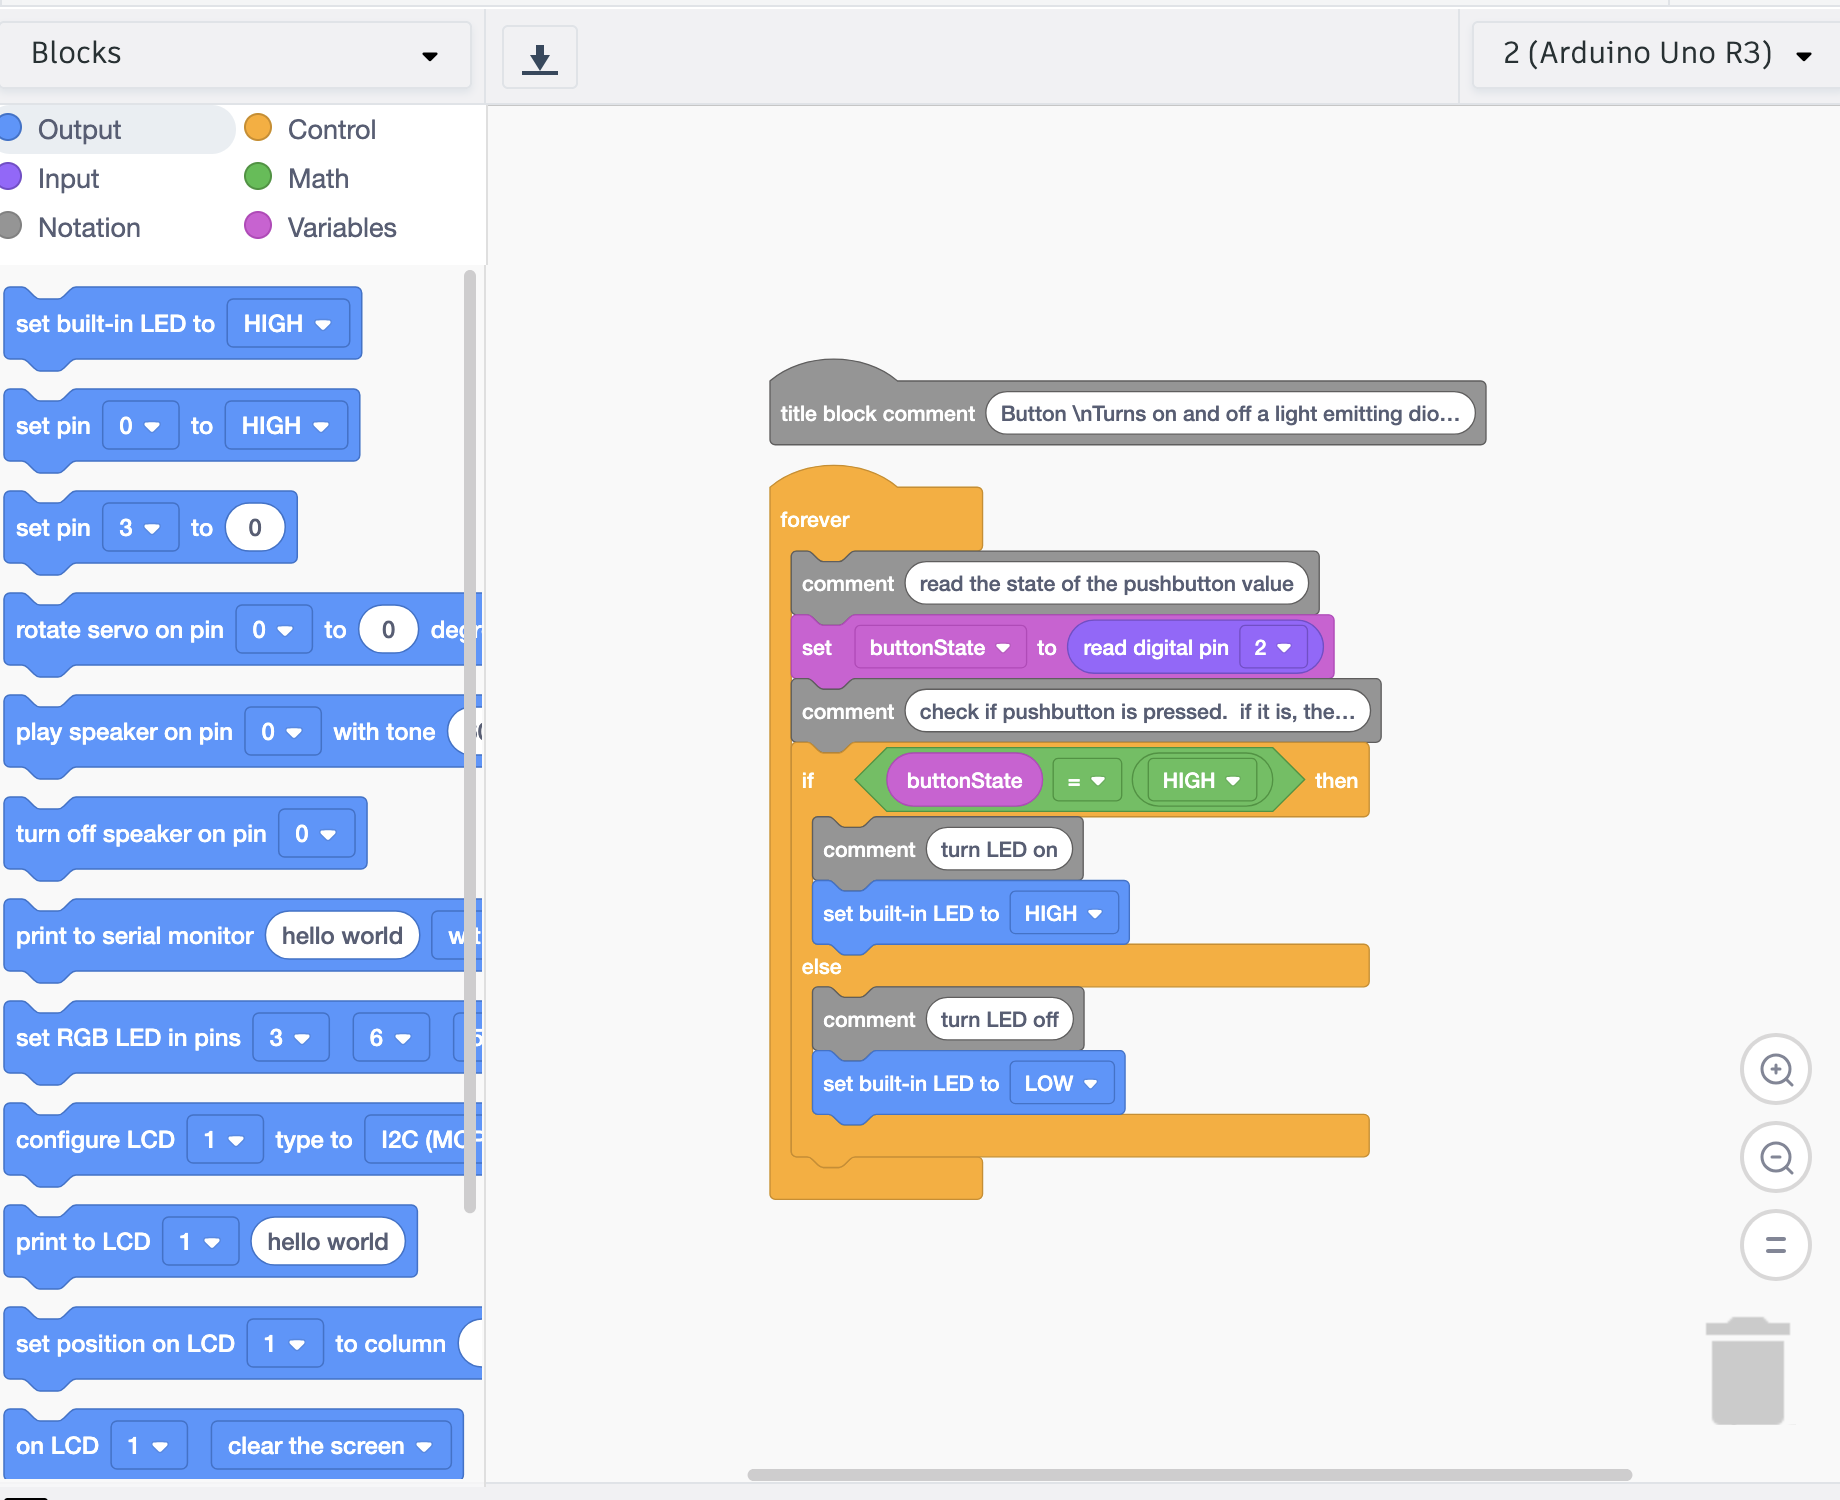 Blocks
2 (Arduino Uno R3)
Output
Control
Input
Math
Notation
Variables
set built-in LED to HIGH
set pin 0 to HIGH
set pin 3 to 0
rotate servo on pin 0 to 0
play speaker on pin 0 with tone
turn off speaker on pin 0
print to serial monitor hello world
set RGB LED in pins 3 6
configure LCD 1 type to I2C
print to LCD 1 hello world
set position on LCD 1 to column
on LCD 1 clear the screen
title block comment Button \nTurns on and off a light emitting dio...
forever
comment read the state of the pushbutton value
set buttonState to read digital pin 2
comment check if pushbutton is pressed.  if it is, the...
if buttonState = HIGH then
comment turn LED on
set built-in LED to HIGH
else
comment turn LED off
set built-in LED to LOW